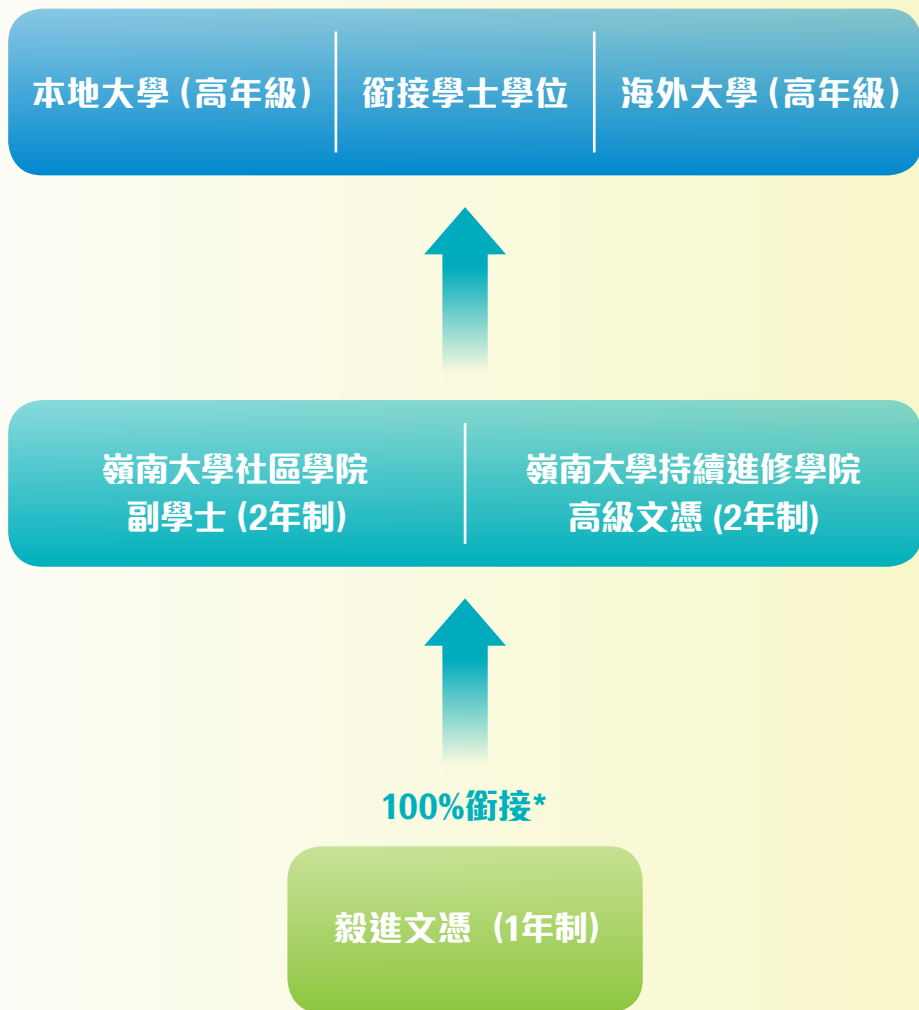 本地大學 (高年級)
銜接學士學位
海外大學 (高年級)
嶺南大學社區學院
副學士 (2年制)
嶺南大學持續進修學院
高級文憑 (2年制)
100%銜接*
毅進文憑 (1年制)